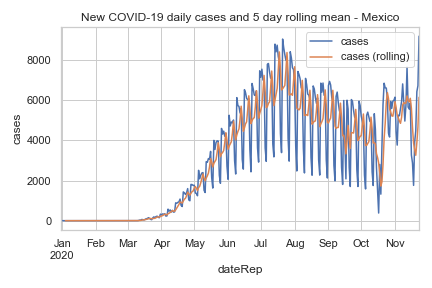 New COVID-19 daily cases and 5 day rolling mean - Mexico
cases
cases (rolling)
cases
8000
6000
4000
2000
0
Jan Feb Mar Apr May Jun Jul Aug Sep Oct Nov
2020
dateRep